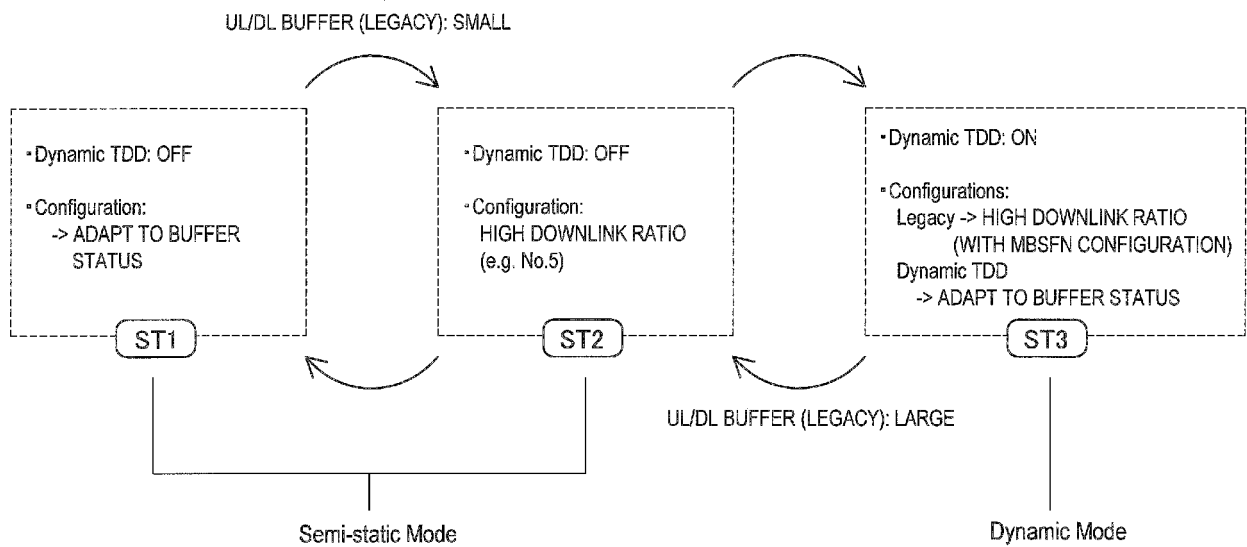 UL/DL BUFFER (LEGACY): SMALL
▪Dynamic TDD: OFF
▪Configuration:
-> ADAPT TO BUFFER
STATUS
ST1
▪Dynamic TDD: OFF
▪Configuration:
HIGH DOWNLINK RATIO
(e.g. No.5)
ST2
▪Dynamic TDD: ON
▪Configurations:
Legacy -> HIGH DOWNLINK RATIO
(WITH MBSFN CONFIGURATION)
Dynamic TDD
-> ADAPT TO BUFFER STATUS
ST3
UL/DL BUFFER (LEGACY): LARGE
Semi-static Mode
Dynamic Mode